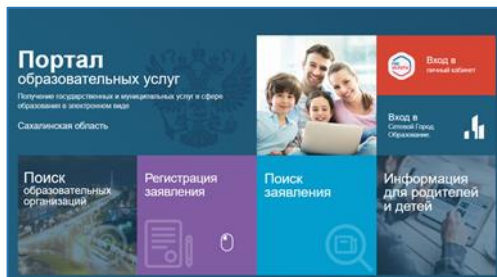 Портал
образовательных услуг
Получение государственных и муниципальных услуг в сфере
образования в электронном виде
Сахалинская область
Вход в
личный кабинет
Вход в
Сетевой Город
Образование
Поиск
образовательных
организаций
Регистрация
заявления
Поиск
заявления
Информация
для родителей
и детей